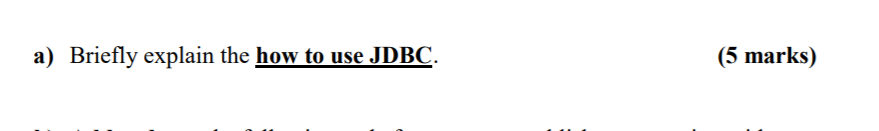 a) Briefly explain the how to use JDBC. (5 marks)